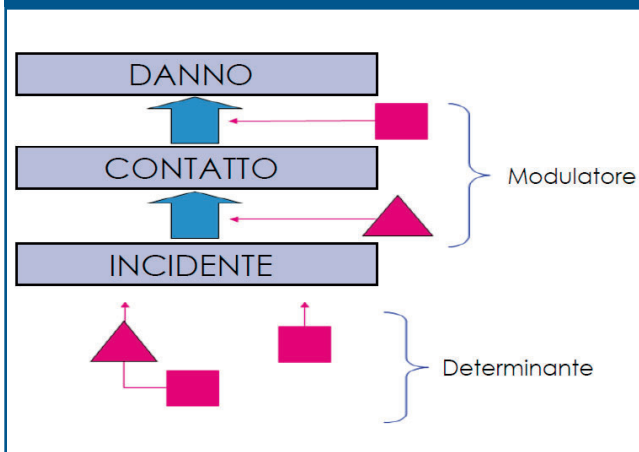 DANNO
CONTATTO
Modulatore
INCIDENTE
Determinante